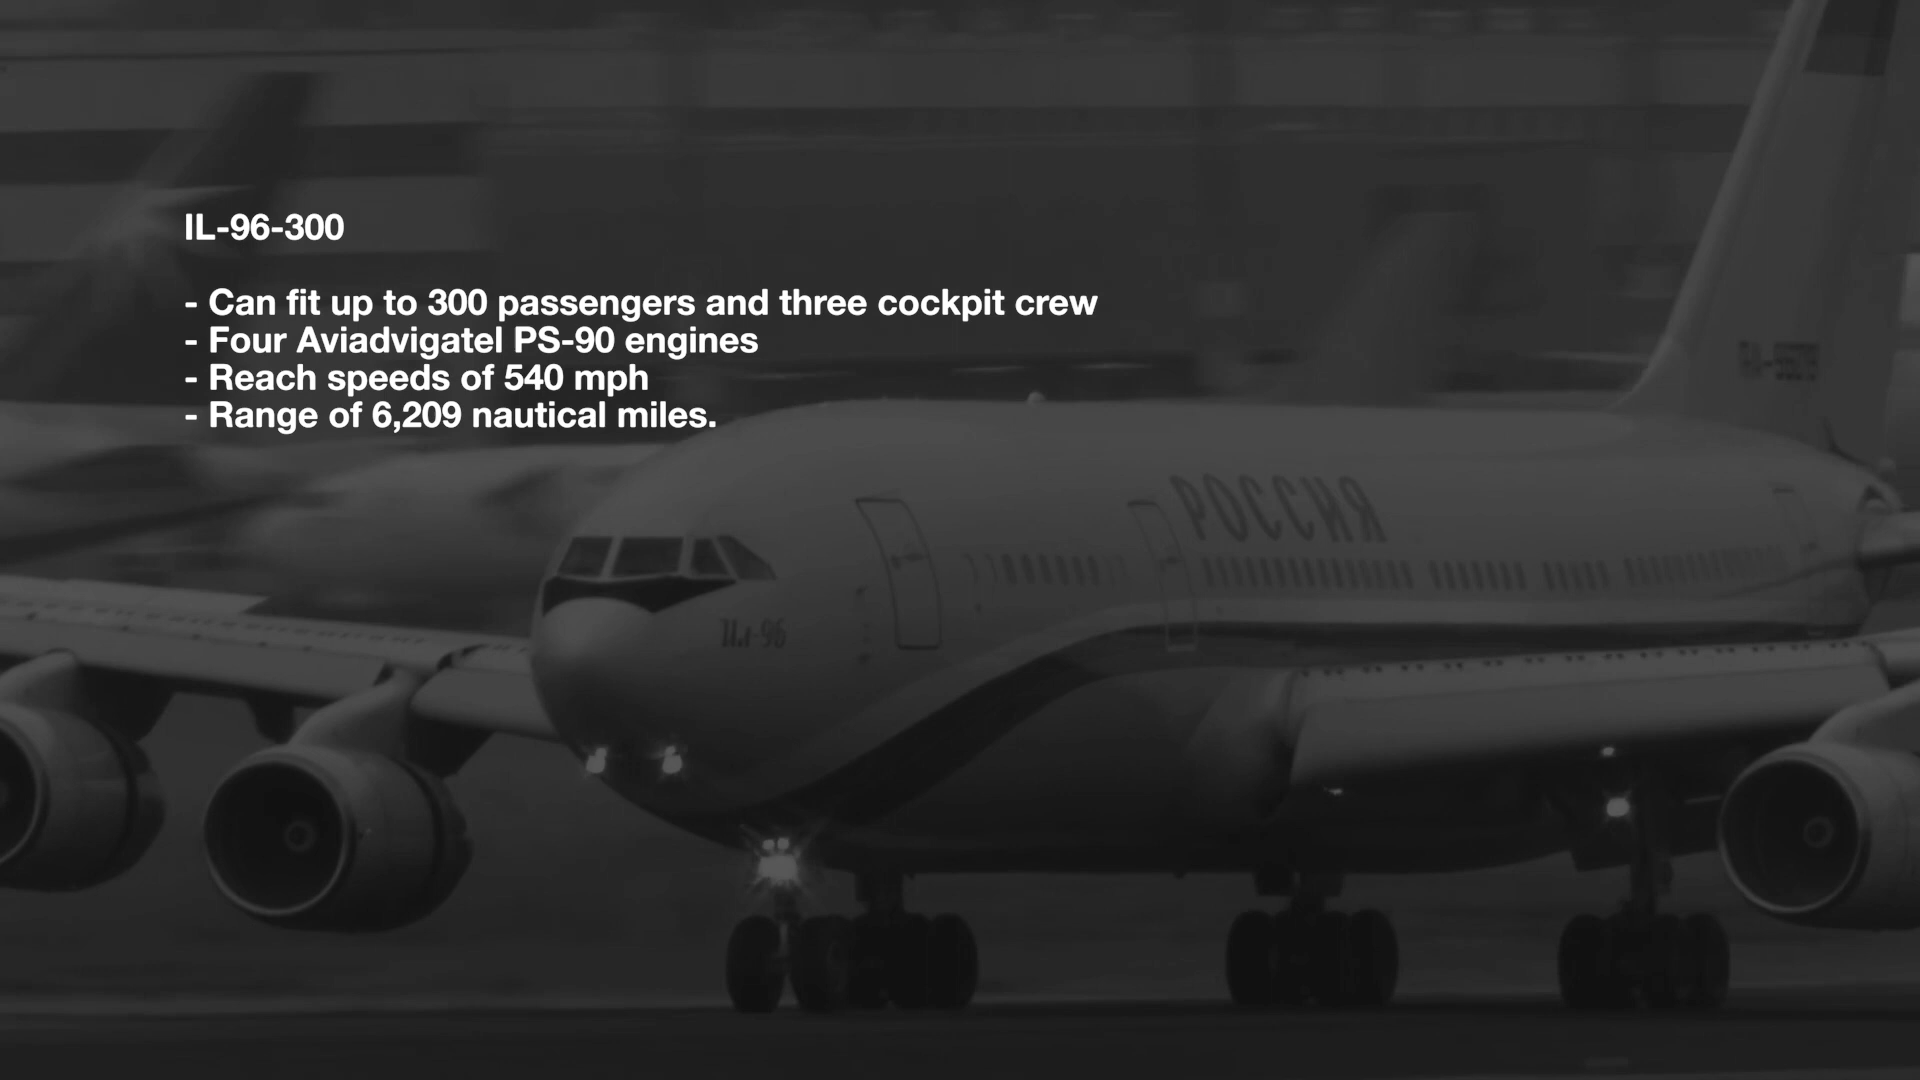 IL-96-300
- Can fit up to 300 passengers and three cockpit crew
- Four Aviadvigatel PS-90 engines
- Reach speeds of 540 mph
- Range of 6,209 nautical miles.
РОССИЯ
Ил-96